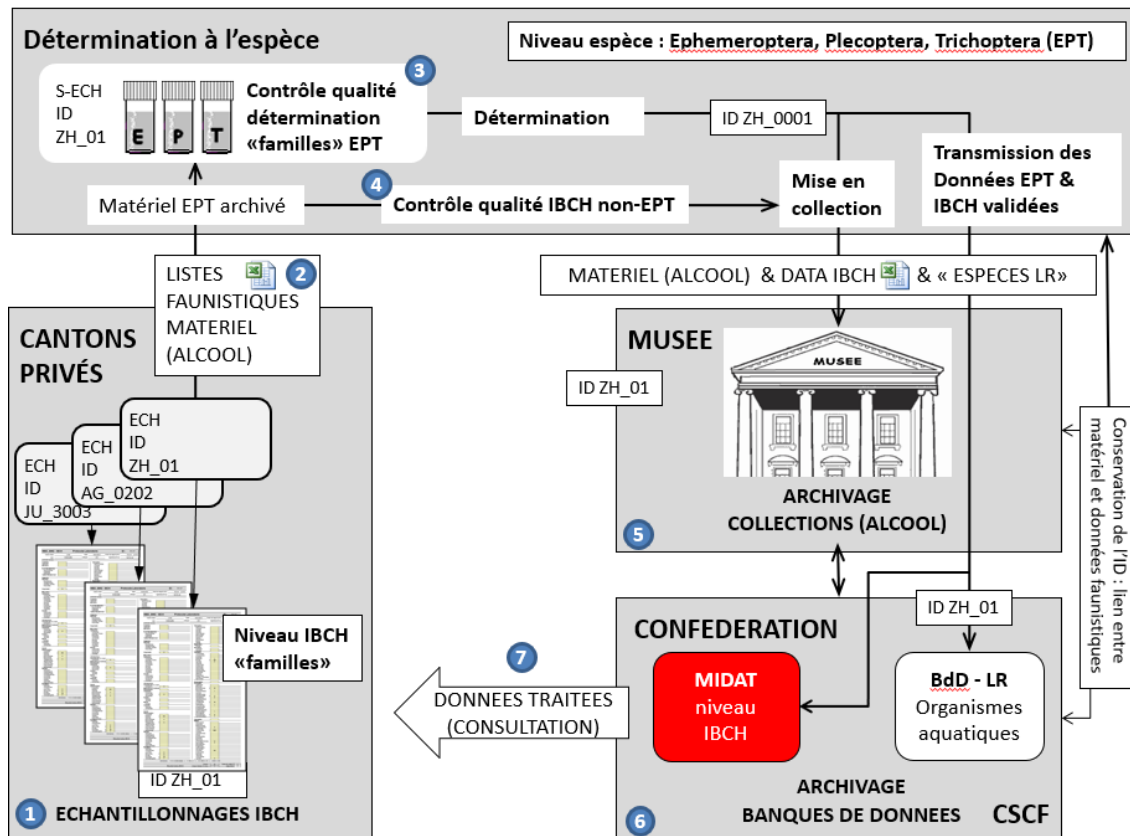 Détermination à l'espèce
Niveau espèce : Ephemeroptera, Plecoptera, Trichoptera (EPT)
3
S-ECH
ID
ZH_01
E P T
Contrôle qualité
détermination
«familles» EPT
Détermination
ID ZH_0001
Transmission des
Données EPT &
IBCH validées
4
Matériel EPT archivé
Contrôle qualité IBCH non-EPT
Mise en
collection
LISTES
FAUNISTIQUES
MATERIEL
(ALCOOL)
2
MATERIEL (ALCOOL) & DATA IBCH & « ESPECES LR»
CANTONS
PRIVÉS
ECH
ID
ZH_01
ECH
ID
AG_0202
ECH
ID
JU_3003
Niveau IBCH
«familles»
ID ZH_01
1
ECHANTILLONNAGES IBCH
MUSEE
ID ZH_01
MUSEE
ARCHIVAGE
COLLECTIONS (ALCOOL)
5
Conservation de l'ID : lien entre
matériel et données faunistiques
ID ZH_01
CONFEDERATION
MIDAT
niveau
IBCH
BdD - LR
Organismes
aquatiques
7
DONNEES TRAITEES
(CONSULTATION)
ARCHIVAGE
BANQUES DE DONNEES
CSCF
6